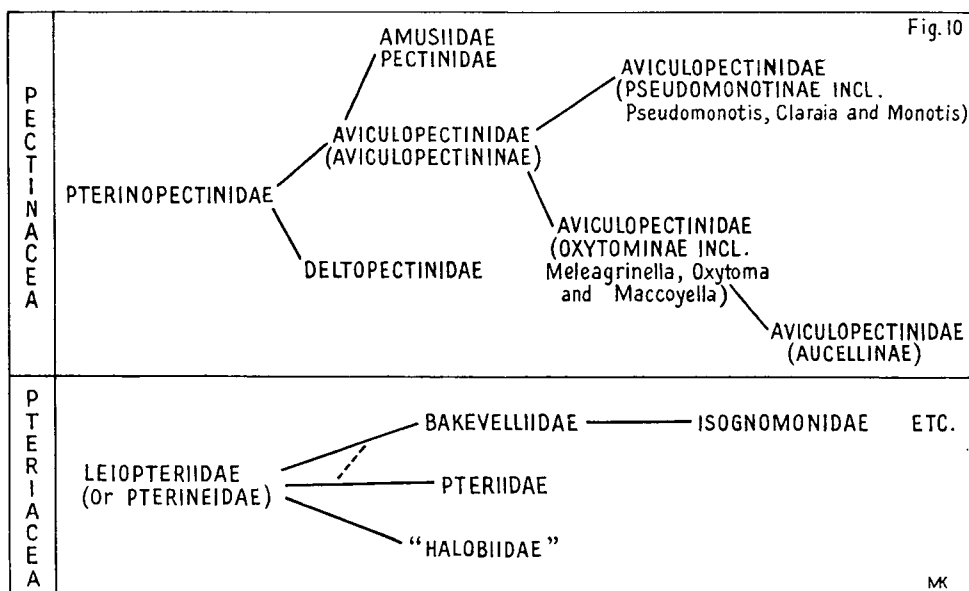 Fig. 10
PECTINACEA
AMUSIIDAE
PECTINIDAE
AVICULOPECTINIDAE
(PSEUDOMONOTINAE INCL.
Pseudomonotis, Claraia and Monotis)
AVICULOPECTINIDAE
(AVICULOPECTININAE)
PTERINOPECTINIDAE
AVICULOPECTINIDAE
(OXYTOMINAE INCL.
Meleagrinella, Oxytoma
and Maccoyella)
DELTOPECTINIDAE
AVICULOPECTINIDAE
(AUCELLINAE)
PTERIACEA
BAKEVELLIIDAE
ISOGNOMONIDAE ETC.
LEIOPTERIIDAE
(Or PTERINEIDAE)
PTERIIDAE
"HALOBIIDAE"
MK